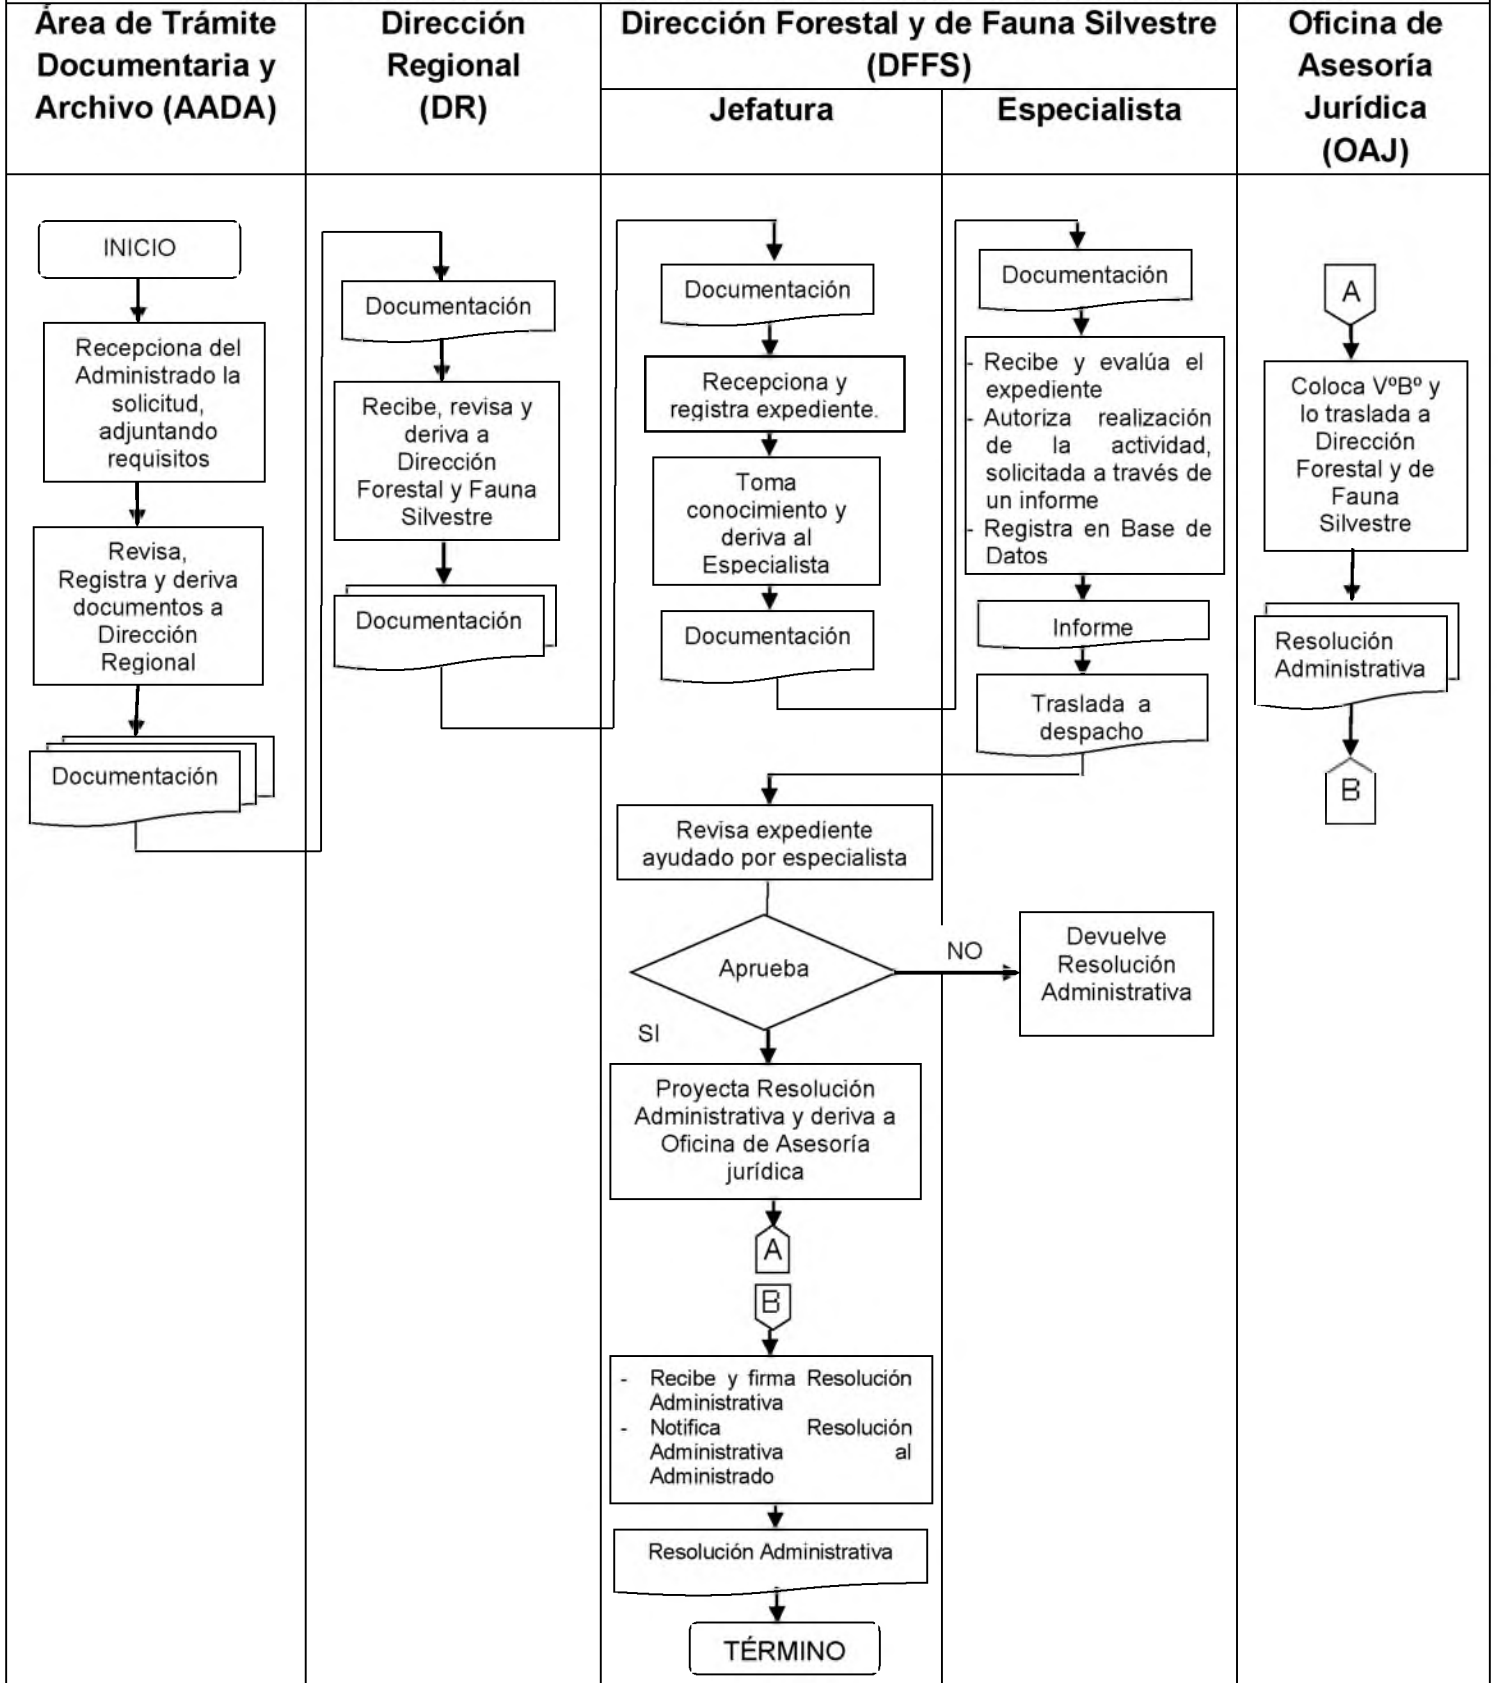 Área de Trámite
Documentaria y
Archivo (AADA)
Dirección
Regional
(DR)
Dirección Forestal y de Fauna Silvestre
(DFFS)
Jefatura
Especialista
Oficina de
Asesoría
Jurídica
(OAJ)
INICIO
Recepciona del
Administrado la
solicitud,
adjuntando
requisitos
Revisa,
Registra y deriva
documentos a
Dirección
Regional
Documentación
Documentación
Recibe, revisa y
deriva a
Dirección
Forestal y Fauna
Silvestre
Documentación
Documentación
Recepciona y
registra expediente.
Toma
conocimiento y
deriva al
Especialista
Documentación
Documentación
- Recibe y evalúa el
expediente
- Autoriza realización
de la actividad,
solicitada a través de
un informe
- Registra en Base de
Datos
Informe
Traslada a
despacho
Revisa expediente
ayudado por especialista
Aprueba
NO
Devuelve
Resolución
Administrativa
SI
Proyecta Resolución
Administrativa y deriva a
Oficina de Asesoría
jurídica
A
B
- Recibe y firma Resolución
Administrativa
- Notifica Resolución
Administrativa al
Administrado
Resolución Administrativa
TÉRMINO
A
Coloca VºBº y
lo traslada a
Dirección
Forestal y de
Fauna
Silvestre
Resolución
Administrativa
B